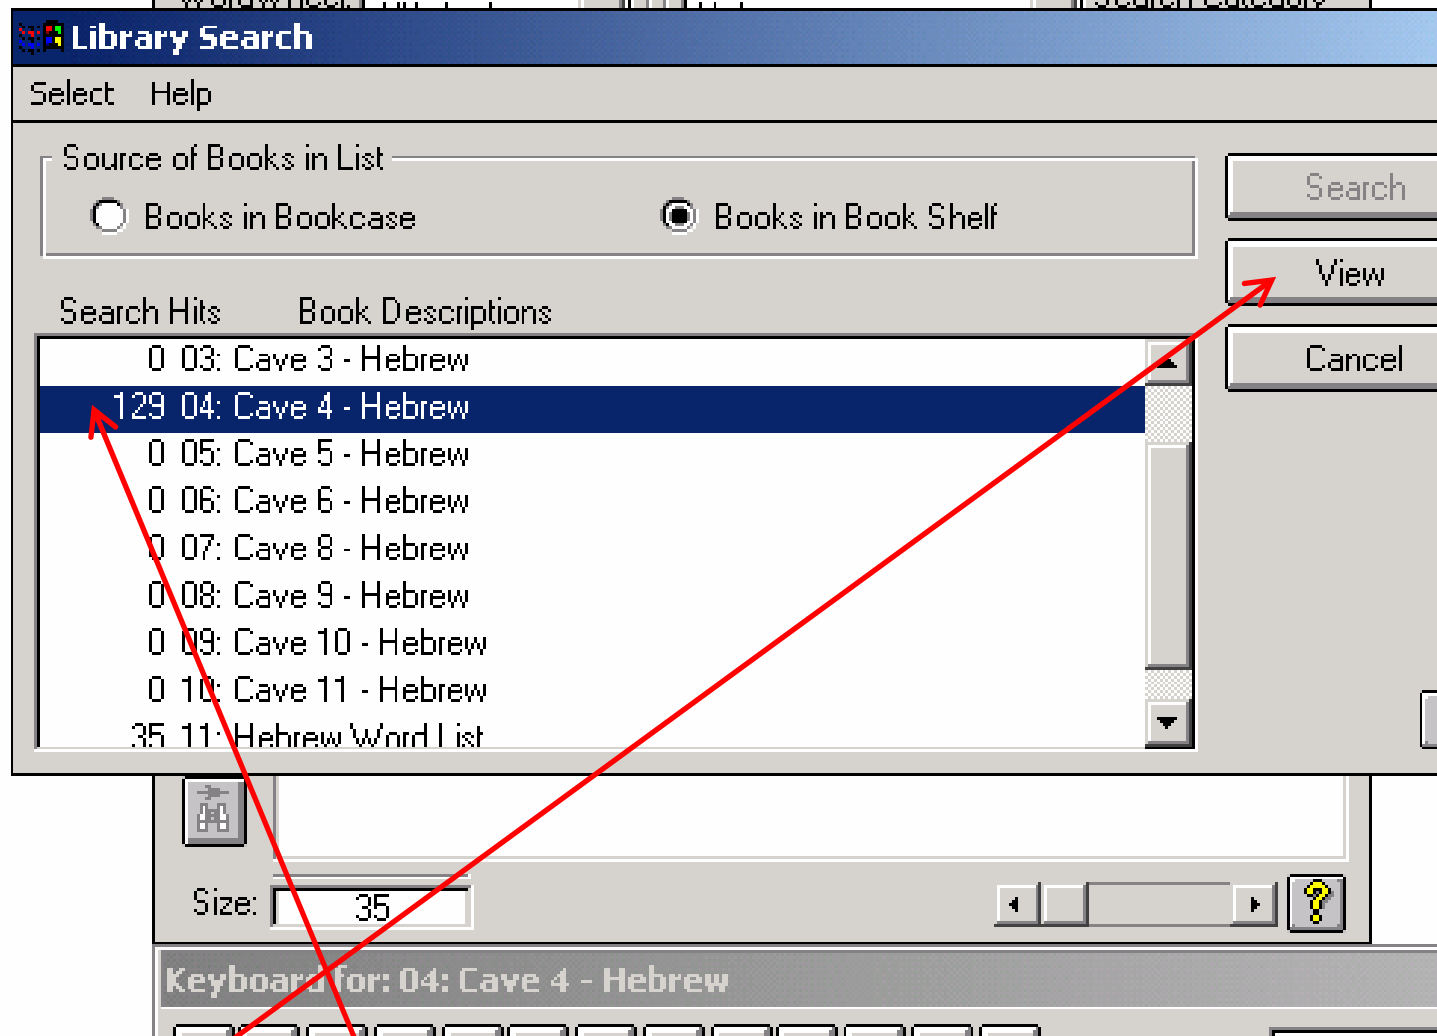 Library Search
Select Help
Source of Books in List
Books in Bookcase Books in Book Shelf
Search
View
Cancel
Search Hits Book Descriptions
0 03: Cave 3 - Hebrew
129 04: Cave 4 - Hebrew
0 05: Cave 5 - Hebrew
0 06: Cave 6 - Hebrew
0 07: Cave 8 - Hebrew
0 08: Cave 9 - Hebrew
0 09: Cave 10 - Hebrew
0 10: Cave 11 - Hebrew
35 11: Hebrew Word List
Size: 35
Keyboard for: 04: Cave 4 - Hebrew